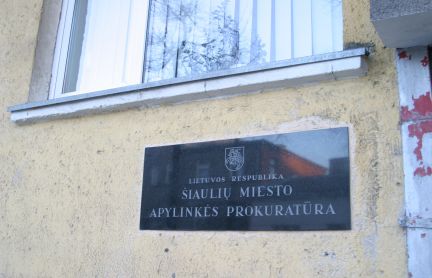 LIETUVOS RESPUBLIKA
ŠIAULIŲ MIESTO
APYLINKĖS PROKURATŪRA